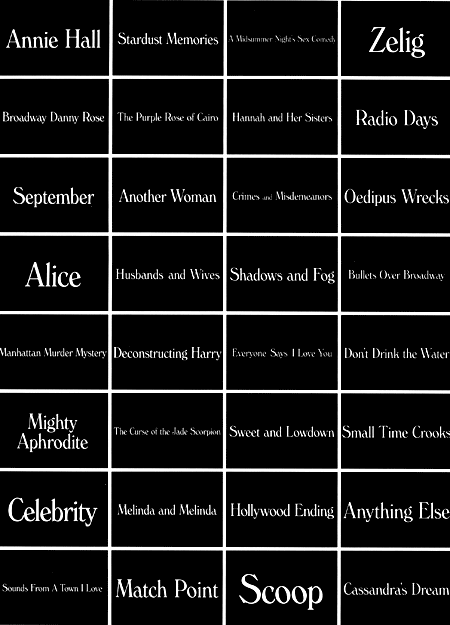 Annie Hall
Stardust Memories
A Midsummer Night's Sex Comedy
Zelig
Broadway Danny Rose
The Purple Rose of Cairo
Hannah and Her Sisters
Radio Days
September
Another Woman
Crimes and Misdemeanors
Oedipus Wrecks
Alice
Husbands and Wives
Shadows and Fog
Bullets Over Broadway
Manhattan Murder Mystery
Deconstructing Harry
Everyone Says I Love You
Don't Drink the Water
Mighty
Aphrodite
The Curse of the Jade Scorpion
Sweet and Lowdown
Small Time Crooks
Celebrity
Melinda and Melinda
Hollywood Ending
Anything Else
Sounds From A Town I Love
Match Point
Scoop
Cassandra's Dream